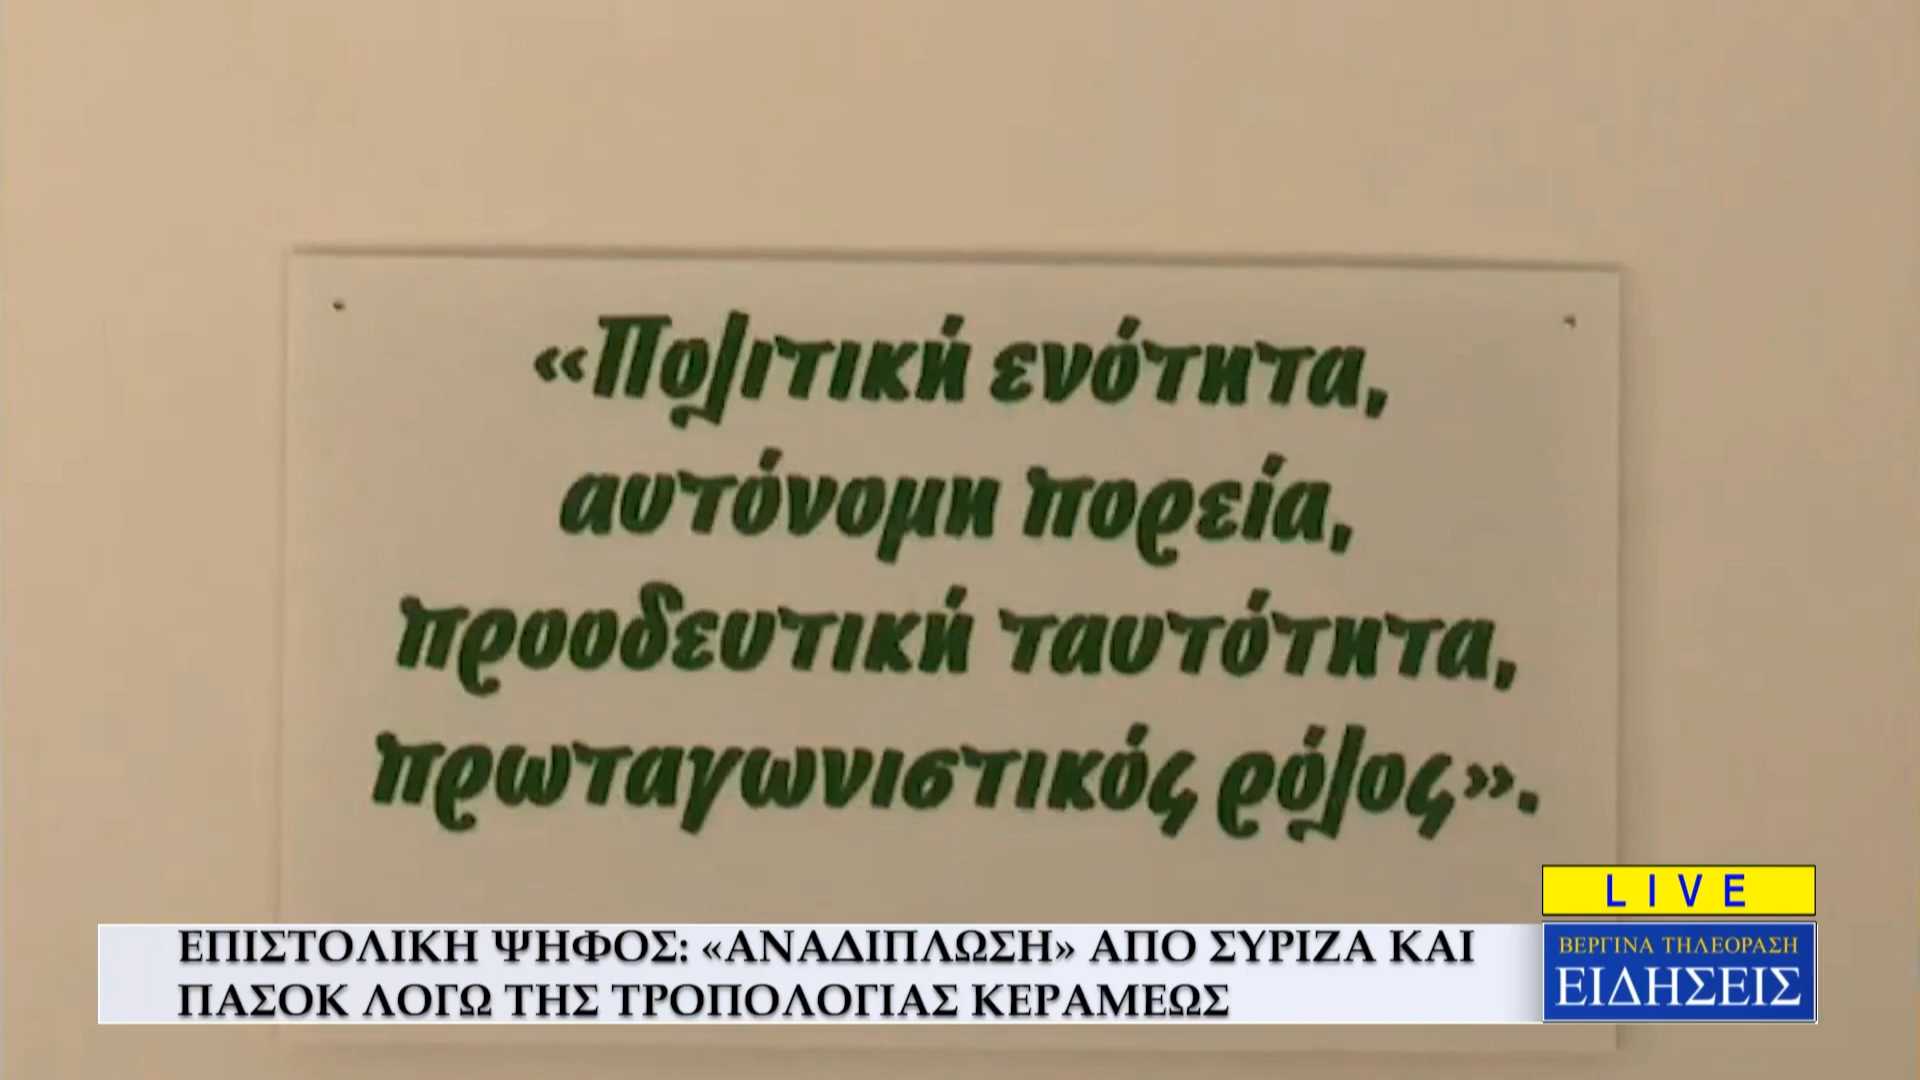 «Πολιτική ενότητα,
αυτόνομη πορεία,
προοδευτική ταυτότητα,
πρωταγωνιστικός ρόλος».
LIVE
ΕΠΙΣΤΟΛΙΚΗ ΨΗΦΟΣ: «ΑΝΑΔΙΠΛΩΣΗ» ΑΠΟ ΣΥΡΙΖΑ ΚΑΙ
ΠΑΣΟΚ ΛΟΓΩ ΤΗΣ ΤΡΟΠΟΛΟΓΙΑΣ ΚΕΡΑΜΕΩΣ
ΒΕΡΓΙΝΑ ΤΗΛΕΟΡΑΣΗ
ΕΙΔΗΣΕΙΣ